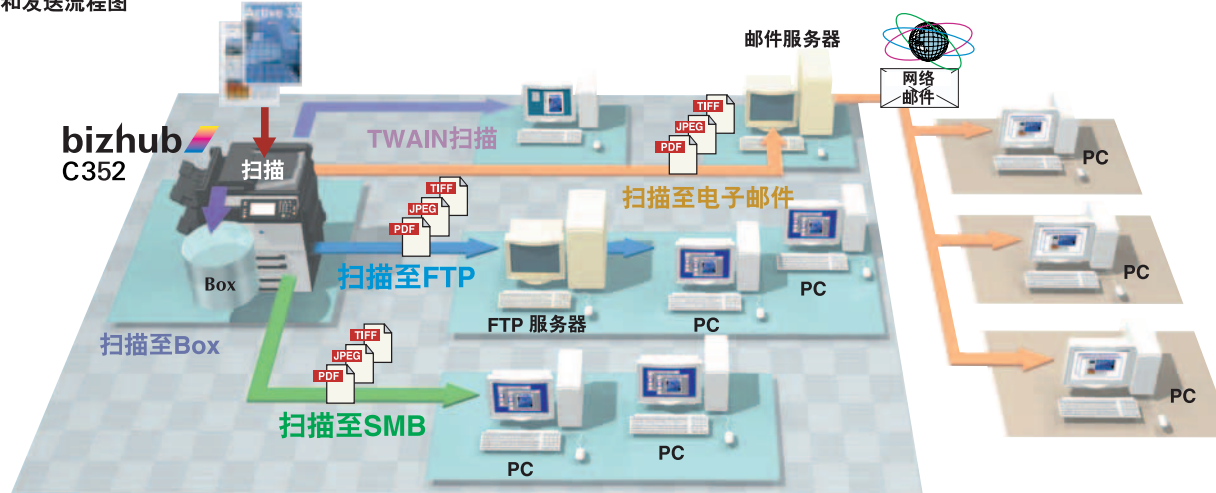 和发送流程图
Active 32
邮件服务器
网络
邮件
bizhub
C352
扫描
TWAIN扫描
TIFF
JPEG
PDF
PC
扫描至电子邮件
TIFF
JPEG
PDF
Box
扫描至FTP
FTP 服务器
PC
PC
PC
扫描至Box
TIFF
JPEG
PDF
扫描至SMB
PC
PC
PC